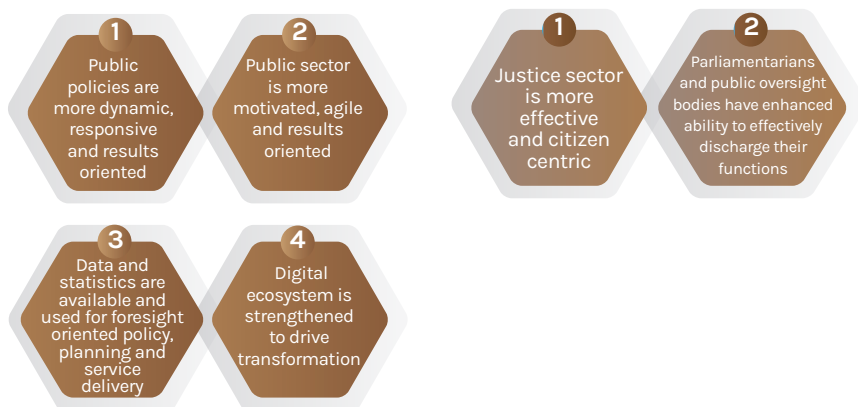 1
Public
policies are
more dynamic,
responsive
and results
oriented
2
Public sector
is more
motivated, agile
and results
oriented
3
Data and
statistics are
available and
used for foresight
oriented policy,
planning and
service
delivery
4
Digital
ecosystem is
strengthened
to drive
transformation
1
Justice sector
is more
effective
and citizen
centric
2
Parliamentarians
and public oversight
bodies have enhanced
ability to effectively
discharge their
functions